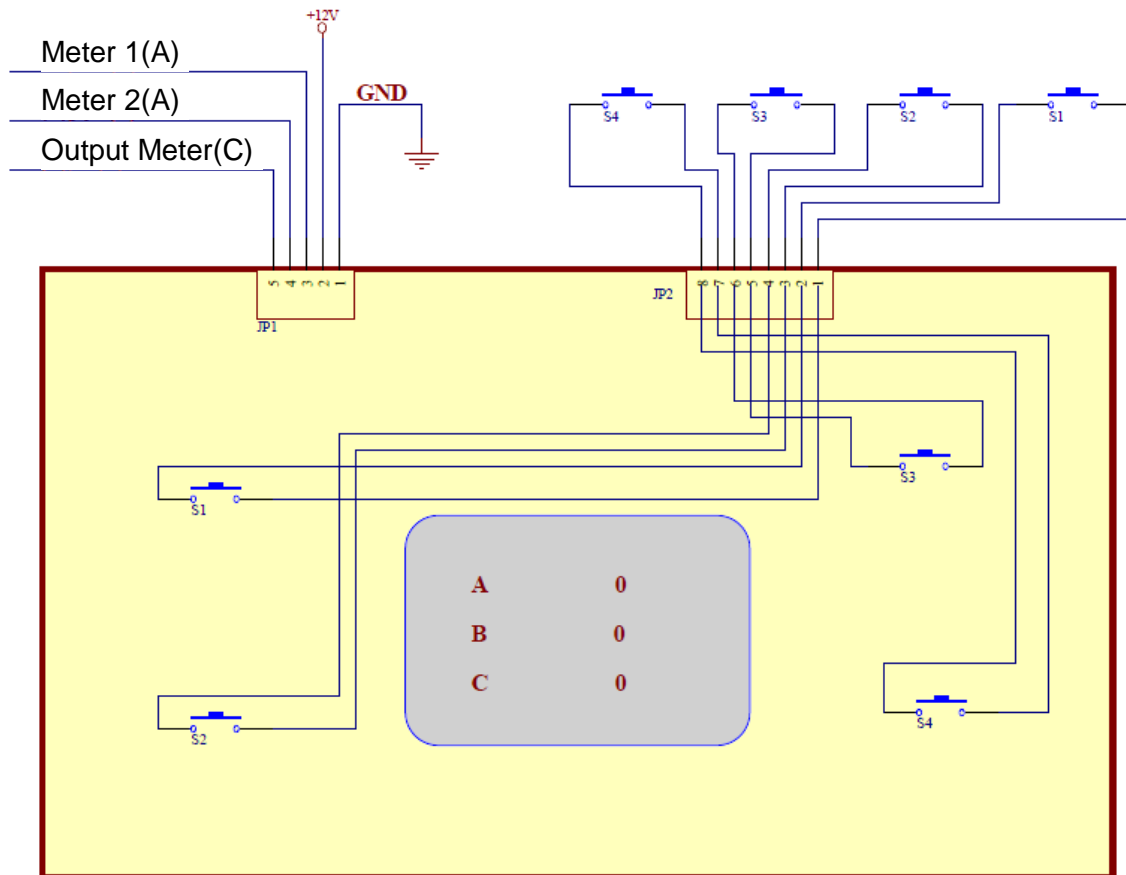 +12V
Meter 1(A)
Meter 2(A)
GND
Output Meter(C)
S4 S3 S2 S1
5 4 3 2 1
JP1
JP2
8 7 6 5 4 3 2 1
S3
S1
A 0
B 0
C 0
S4
S2